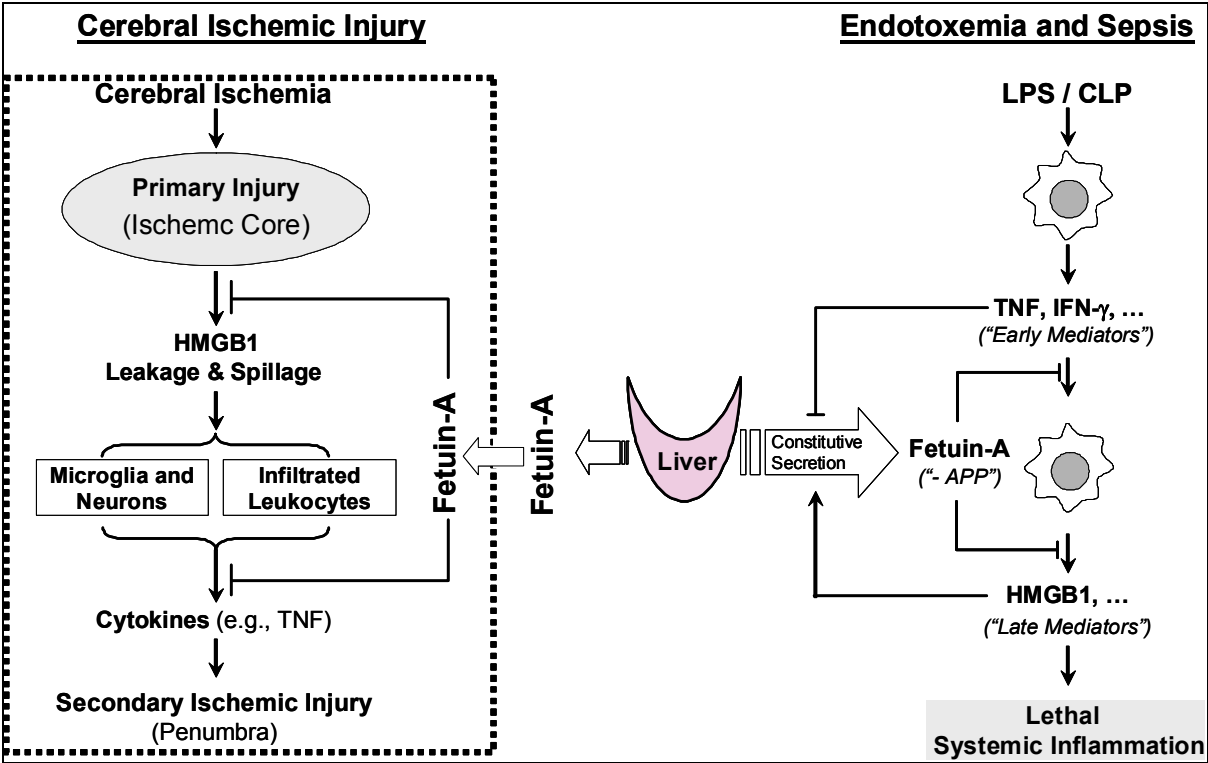 Cerebral Ischemic Injury
Cerebral Ischemia
Primary Injury
(Ischemc Core)
HMGB1
Leakage & Spillage
Microglia and
Neurons
Infiltrated
Leukocytes
Cytokines (e.g., TNF)
Secondary Ischemic Injury
(Penumbra)
Fetuin-A
Fetuin-A
Liver
Constitutive
Secretion
Endotoxemia and Sepsis
LPS / CLP
TNF, IFN-γ, ...
(“Early Mediators”)
Fetuin-A
(“- APP”)
HMGB1, ...
(“Late Mediators”)
Lethal
Systemic Inflammation